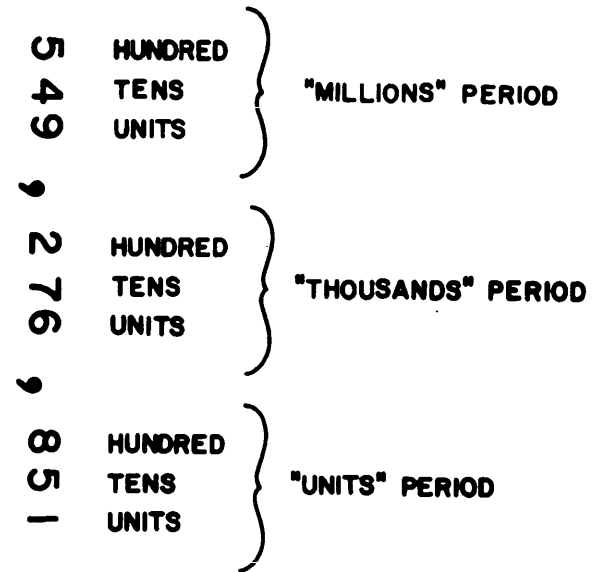 5 HUNDRED
4 TENS "MILLIONS" PERIOD
9 UNITS
,
2 HUNDRED
7 TENS "THOUSANDS" PERIOD
6 UNITS
,
8 HUNDRED
5 TENS "UNITS" PERIOD
1 UNITS